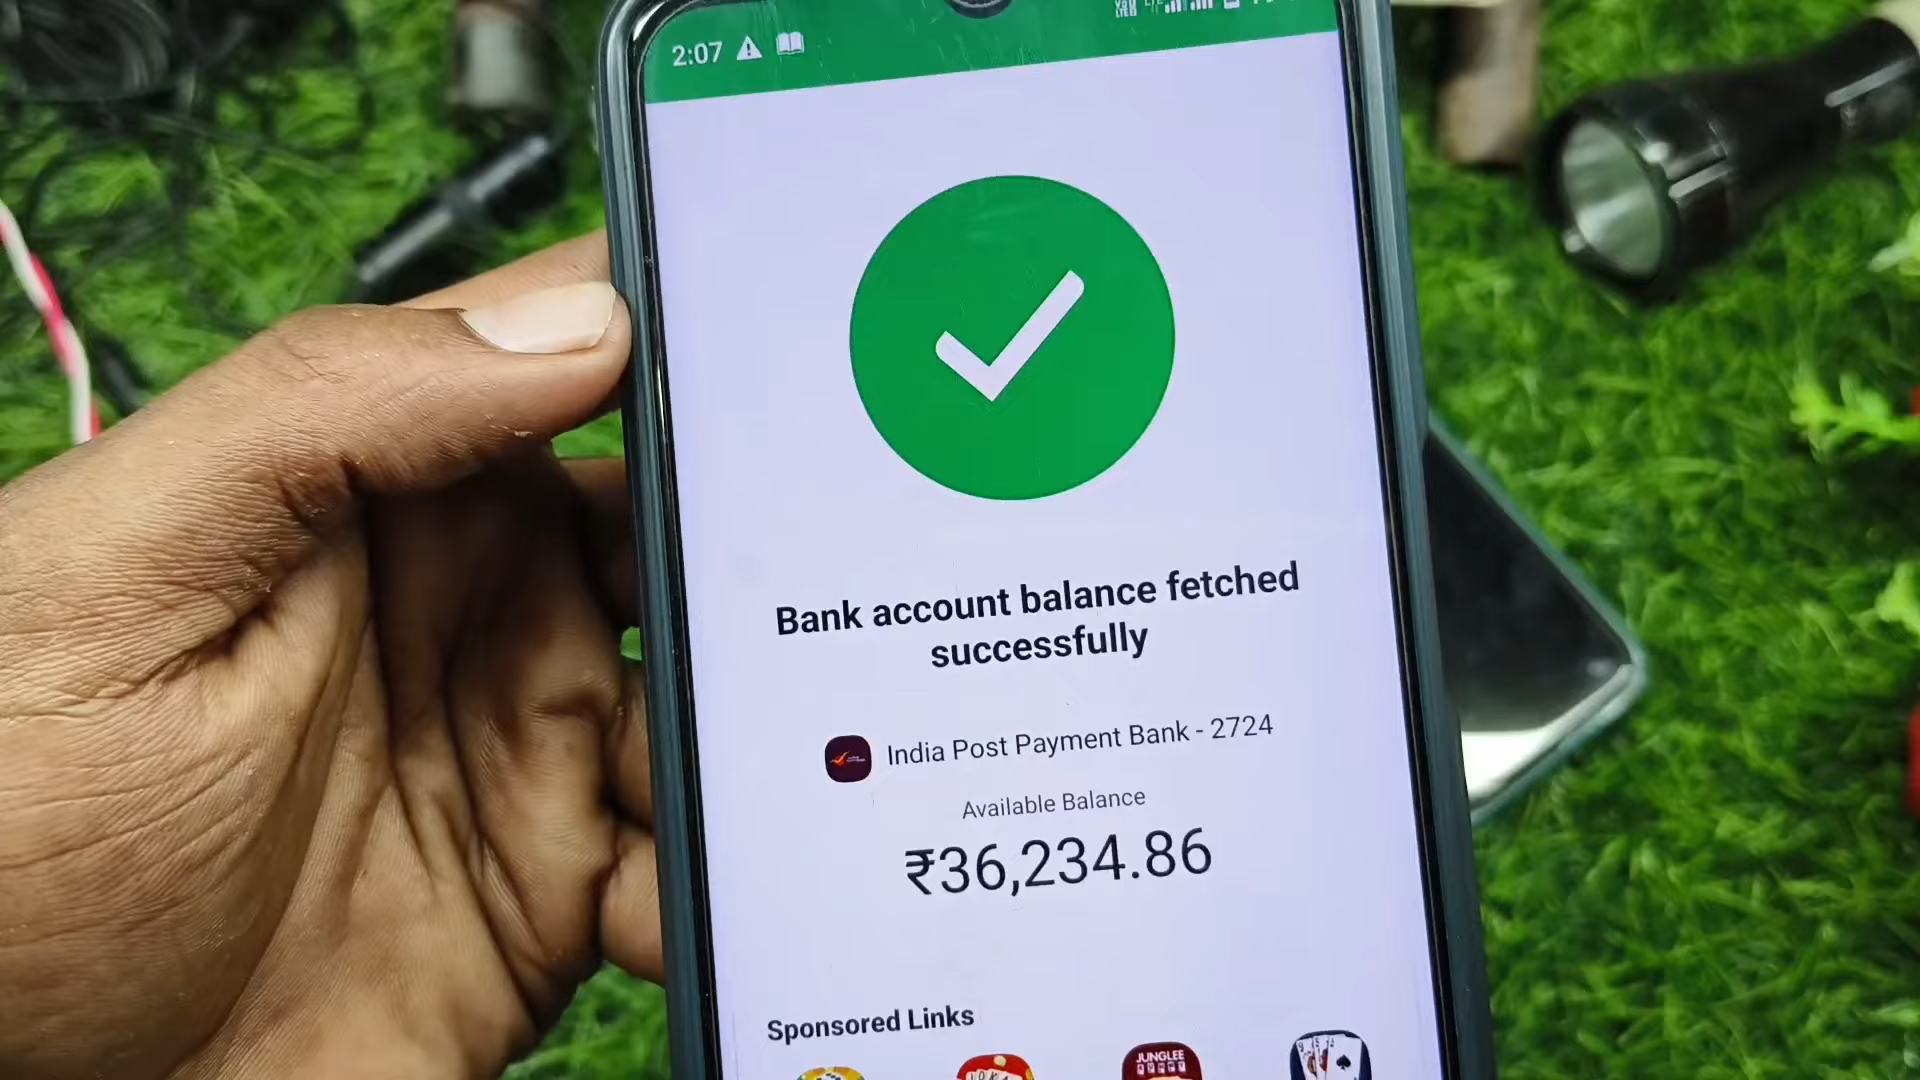 2:07
Bank account balance fetched
successfully
India Post Payment Bank - 2724
Available Balance
₹36,234.86
Sponsored Links
JUNGLEE